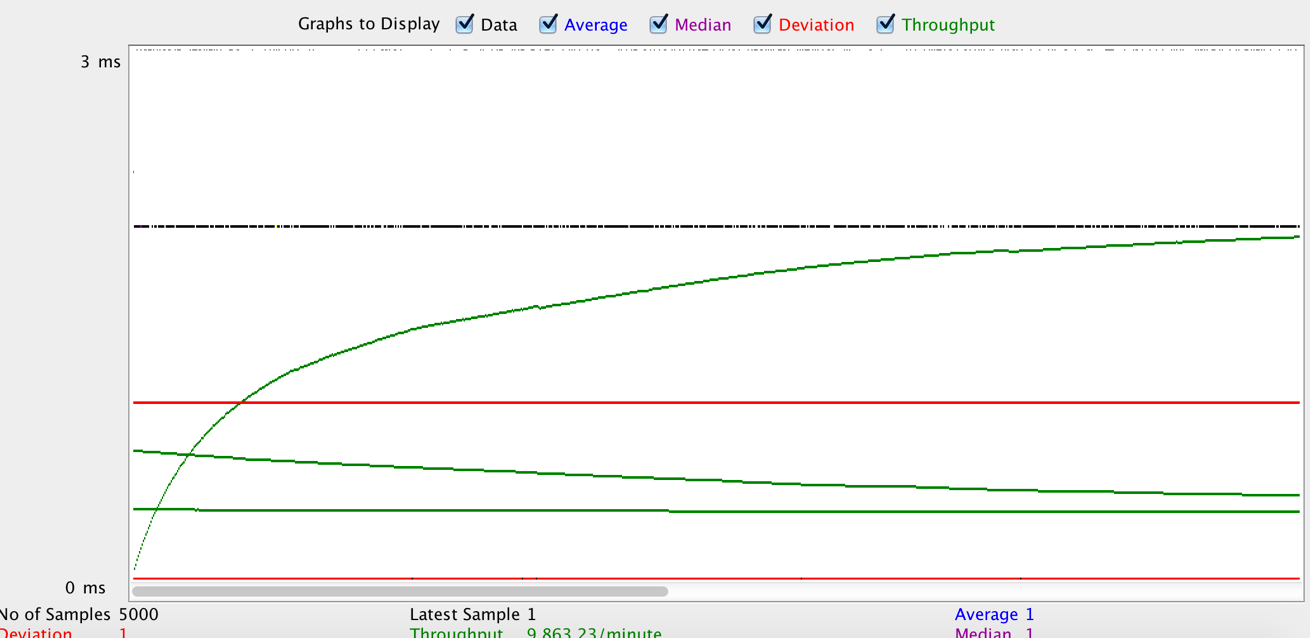 Graphs to Display Data Average Median Deviation Throughput
3 ms
0 ms
No of Samples 5000 Latest Sample 1 Average 1
Deviation 1 Throughput 9,863.23/minute Median 1